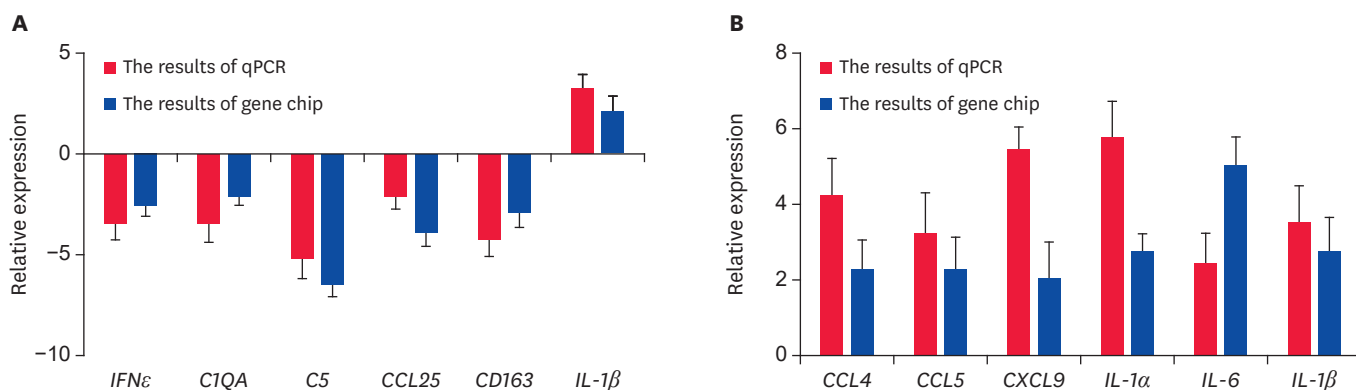 A
Relative expression
5
0
−5
−10
The results of qPCR
The results of gene chip
IFNε C1QA C5 CCL25 CD163 IL-1β
B
Relative expression
8
6
4
2
0
The results of qPCR
The results of gene chip
CCL4 CCL5 CXCL9 IL-1α IL-6 IL-1β